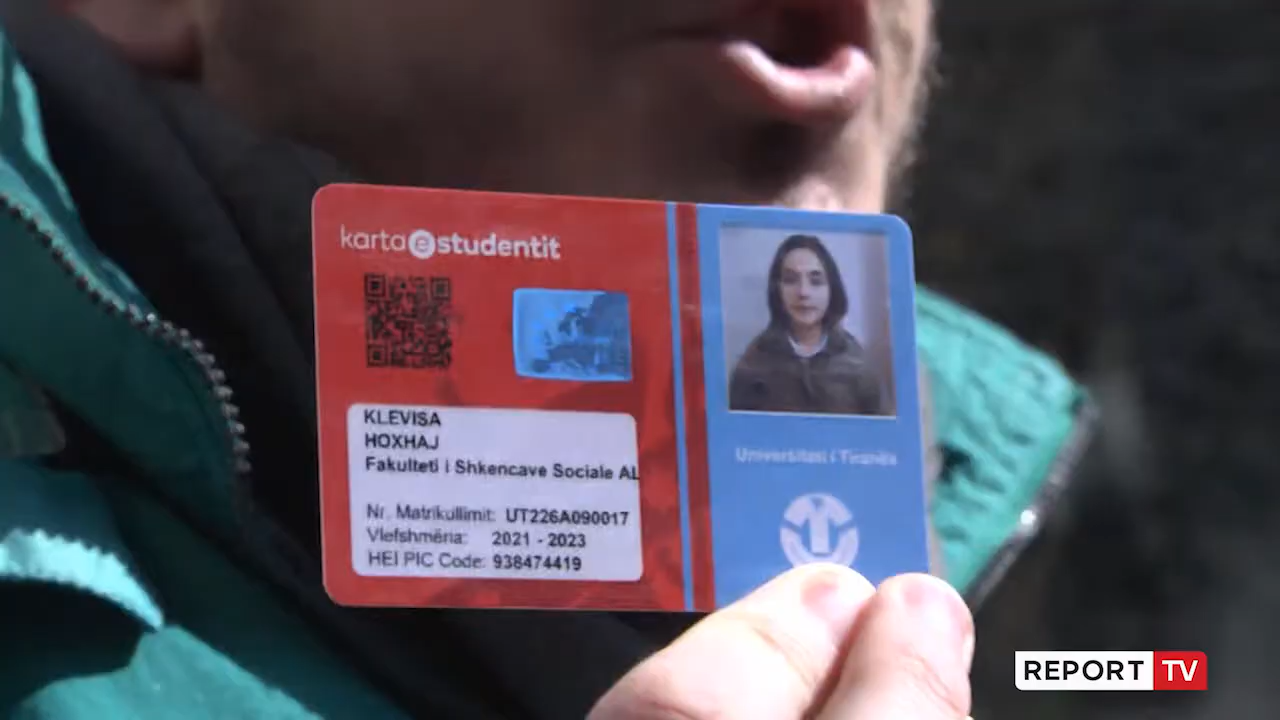 karta e studentit
KLEVISA
HOXHAJ
Fakulteti i Shkencave Sociale AL
Nr. Matrikullimit: UT226A090017
Vlefshmëria: 2021 - 2023
HEI PIC Code: 938474419
Universiteti i Tiranës
REPORT TV